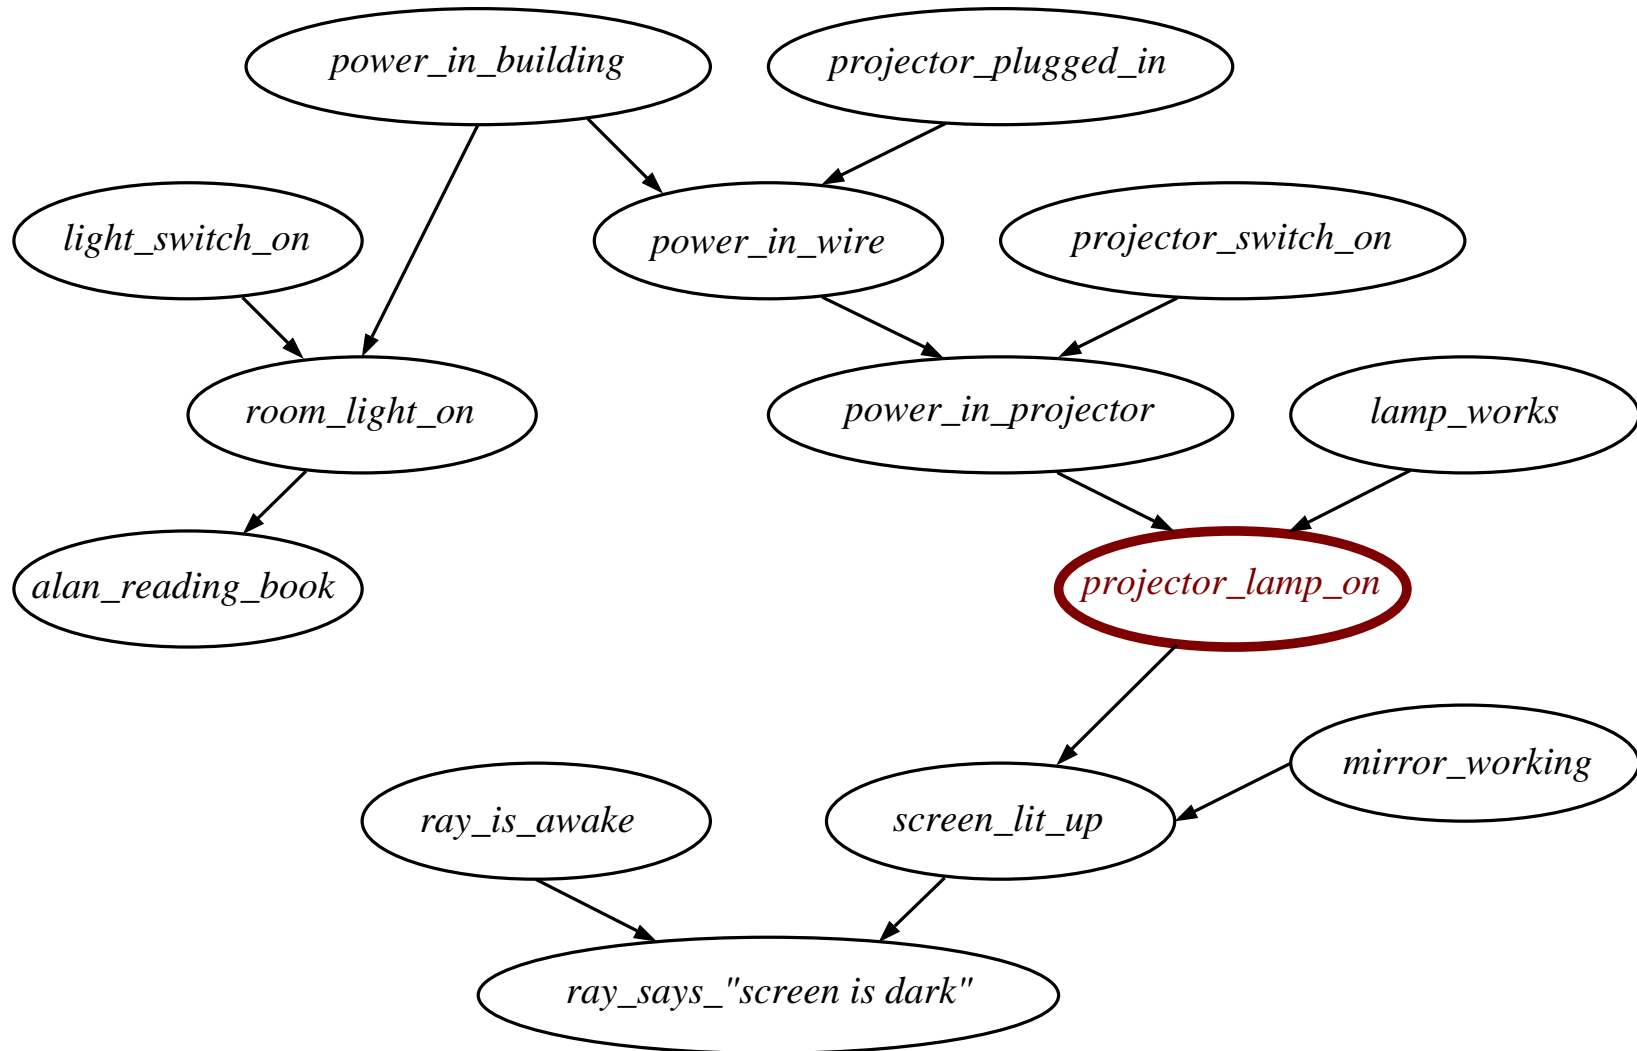 power_in_building
projector_plugged_in
light_switch_on
power_in_wire
projector_switch_on
room_light_on
power_in_projector
lamp_works
alan_reading_book
projector_lamp_on
mirror_working
ray_is_awake
screen_lit_up
ray_says_"screen is dark"